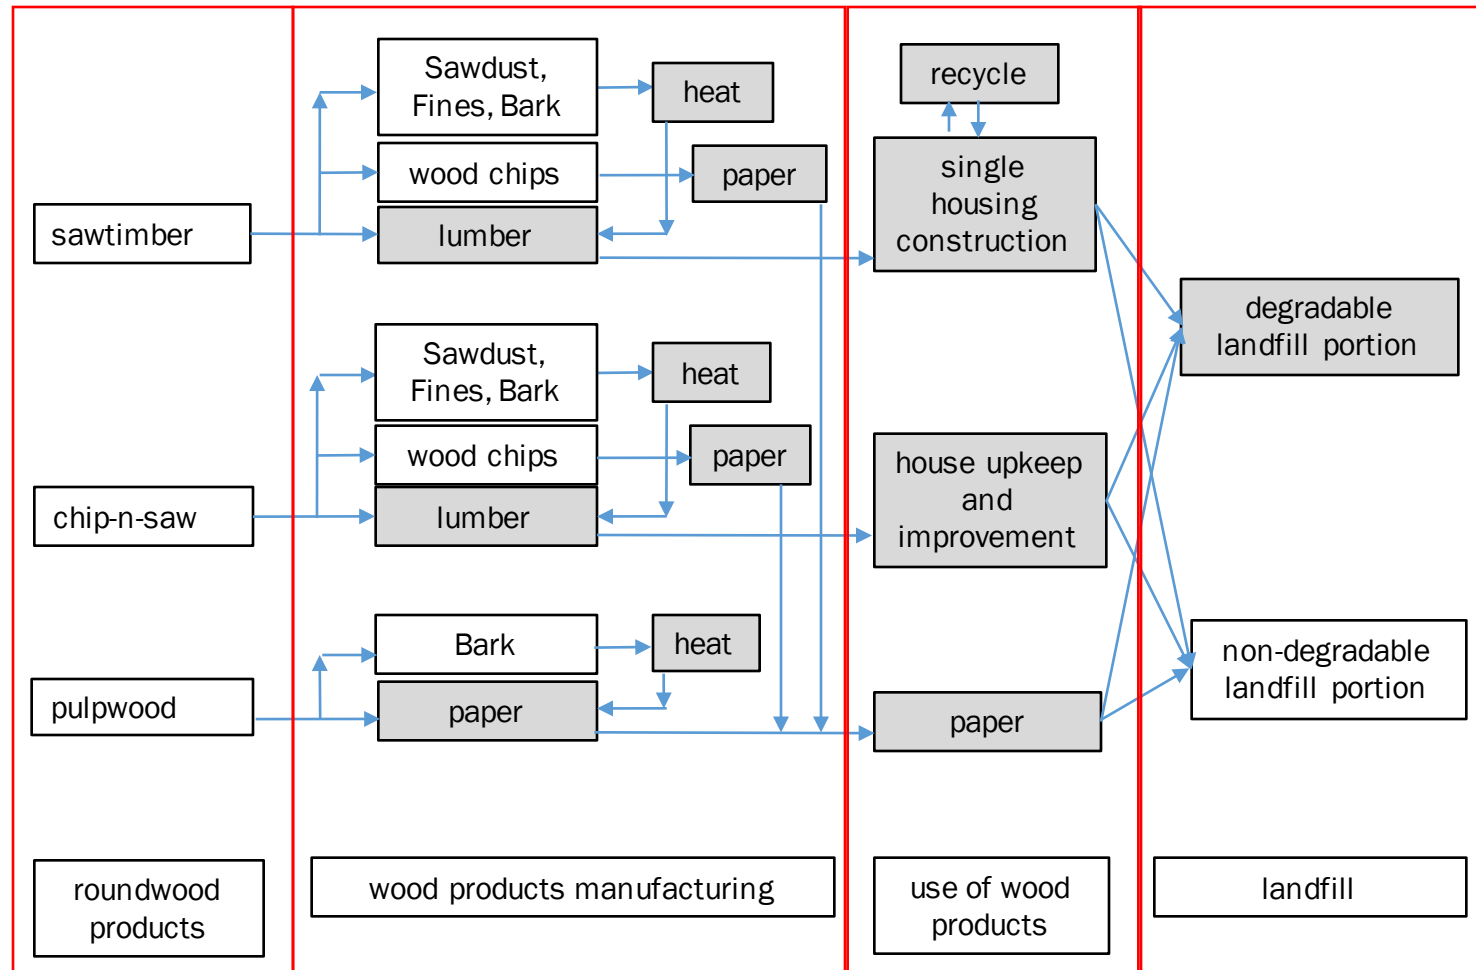 sawtimber
chip-n-saw
pulpwood
roundwood
products
Sawdust,
Fines, Bark
heat
wood chips
paper
lumber
Sawdust,
Fines, Bark
heat
wood chips
paper
lumber
Bark
heat
paper
wood products manufacturing
recycle
single
housing
construction
house upkeep
and
improvement
paper
use of wood
products
degradable
landfill portion
non-degradable
landfill portion
landfill